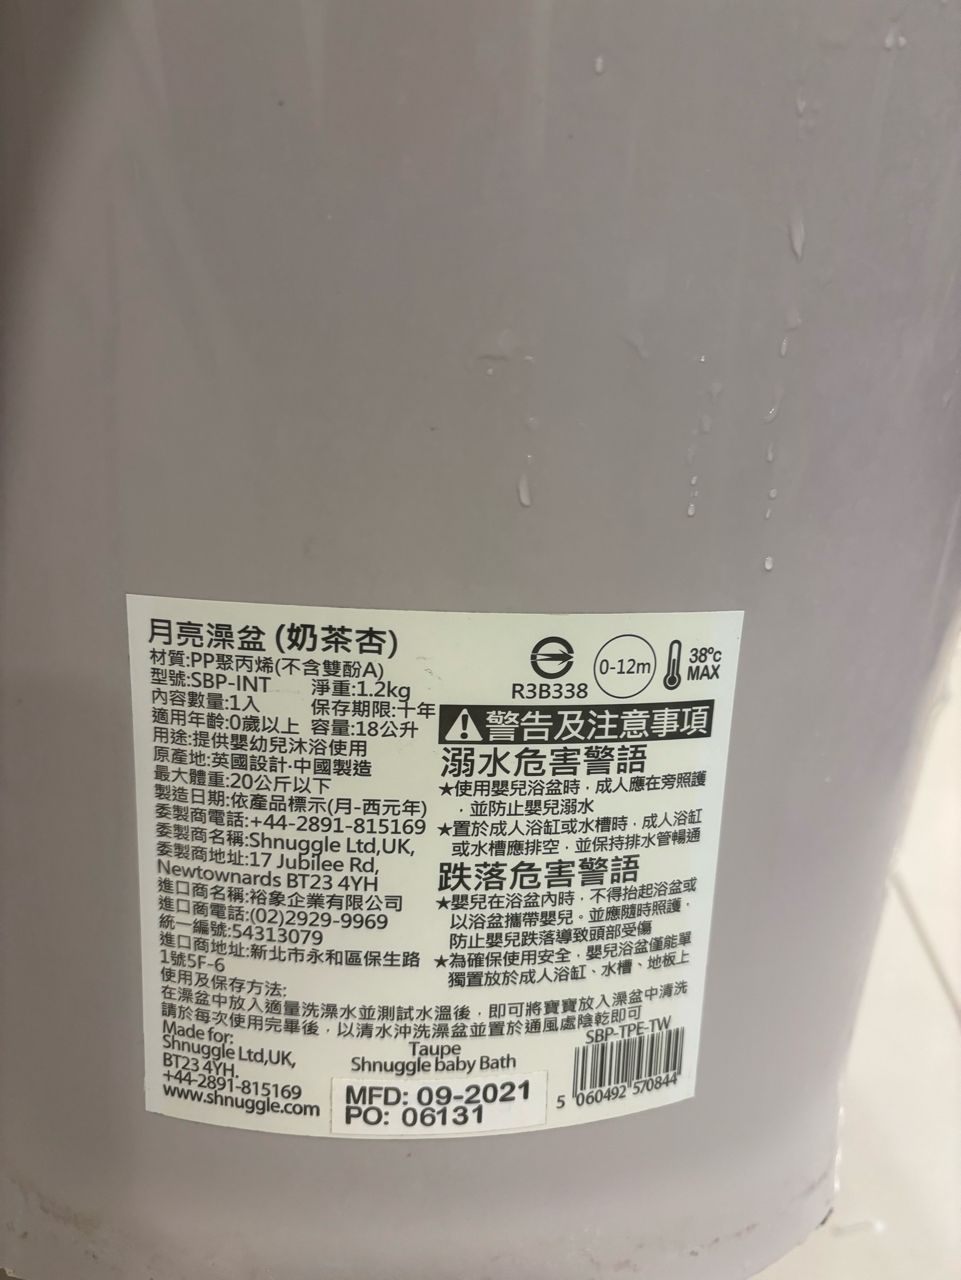 月亮澡盆 (奶茶杏)
材質:PP聚丙烯(不含雙酚A)
型號:SBP-INT 淨重:1.2kg
內容數量:1入 保存期限:十年
適用年齡:0歲以上 容量:18公升
用途:提供嬰幼兒沐浴使用
原產地:英國設計·中國製造
最大體重:20公斤以下
製造日期:依產品標示(月-西元年)
委製商電話:+44-2891-815169
委製商名稱:Shnuggle Ltd,UK,
委製商地址:17 Jubilee Rd,
Newtownards BT23 4YH
進口商名稱:裕象企業有限公司
進口商電話:(02)2929-9969
統一編號:54313079
進口商地址:新北市永和區保生路
1號5F-6
R3B338
0-12m
38ºc
MAX
警告及注意事項
溺水危害警語
★使用嬰兒浴盆時，成人應在旁照護
，並防止嬰兒溺水
★置於成人浴缸或水槽時，成人浴缸
或水槽應排空，並保持排水管暢通
跌落危害警語
★嬰兒在浴盆內時，不得抬起浴盆或
以浴盆攜帶嬰兒。並應隨時照護，
防止嬰兒跌落導致頭部受傷
★為確保使用安全，嬰兒浴盆僅能單
獨置放於成人浴缸、水槽、地板上
使用及保存方法:
在澡盆中放入適量洗澡水並測試水溫後，即可將寶寶放入澡盆中清洗
請於每次使用完畢後，以清水沖洗澡盆並置於通風處陰乾即可
Made for:
Shnuggle Ltd,UK,
BT23 4YH.
+44-2891-815169
www.shnuggle.com
Taupe
Shnuggle baby Bath
MFD: 09-2021
PO: 06131
SBP-TPE-TW
5 060492 570844